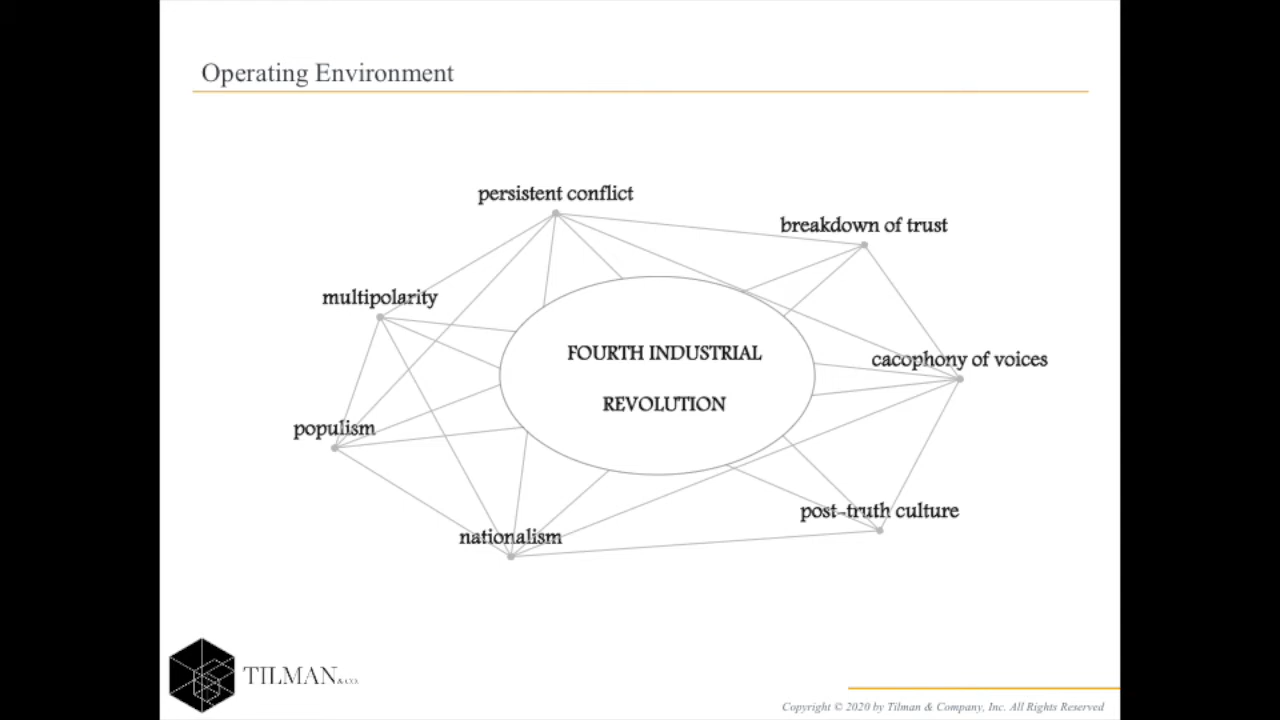 Operating Environment
persistent conflict
breakdown of trust
multipolarity
FOURTH INDUSTRIAL
REVOLUTION
cacophony of voices
populism
post-truth culture
nationalism
TILMAN & CO.
Copyright © 2020 by Tilman & Company, Inc. All Rights Reserved